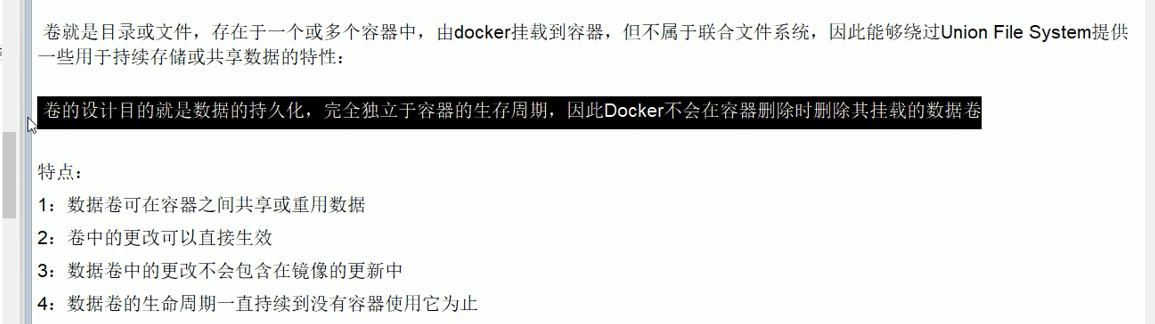 卷就是目录或文件，存在于一个或多个容器中，由docker挂载到容器，但不属于联合文件系统，因此能够绕过Union File System提供
一些用于持续存储或共享数据的特性：
卷的设计目的就是数据的持久化，完全独立于容器的生存周期，因此Docker不会在容器删除时删除其挂载的数据卷
特点：
1：数据卷可在容器之间共享或重用数据
2：卷中的更改可以直接生效
3：数据卷中的更改不会包含在镜像的更新中
4：数据卷的生命周期一直持续到没有容器使用它为止